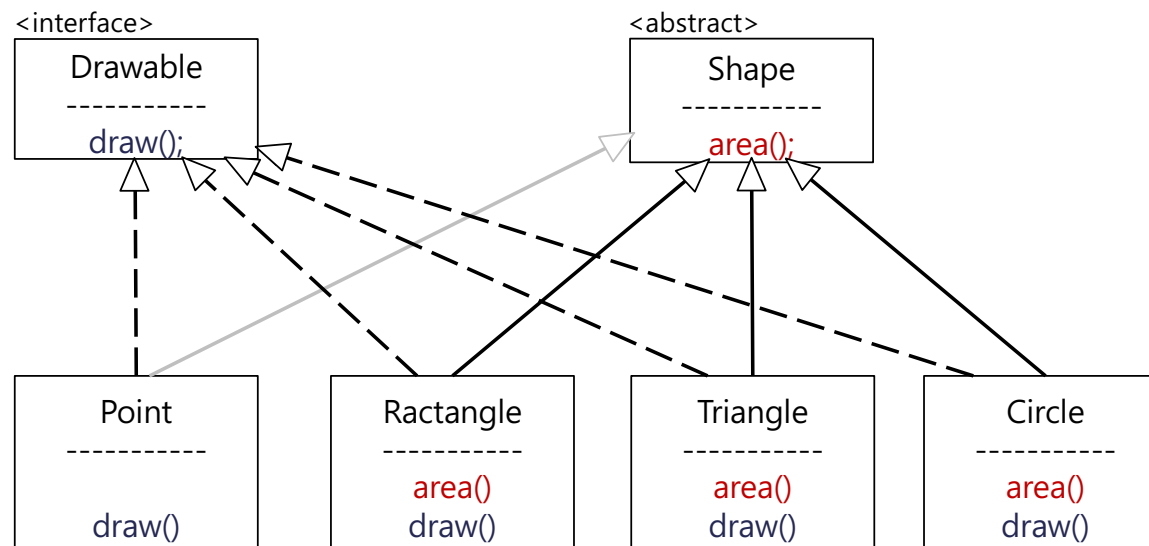 <interface>
Drawable
-----------
draw();
<abstract>
Shape
-----------
area();
Point
-----------
draw()
Ractangle
-----------
area()
draw()
Triangle
-----------
area()
draw()
Circle
-----------
area()
draw()